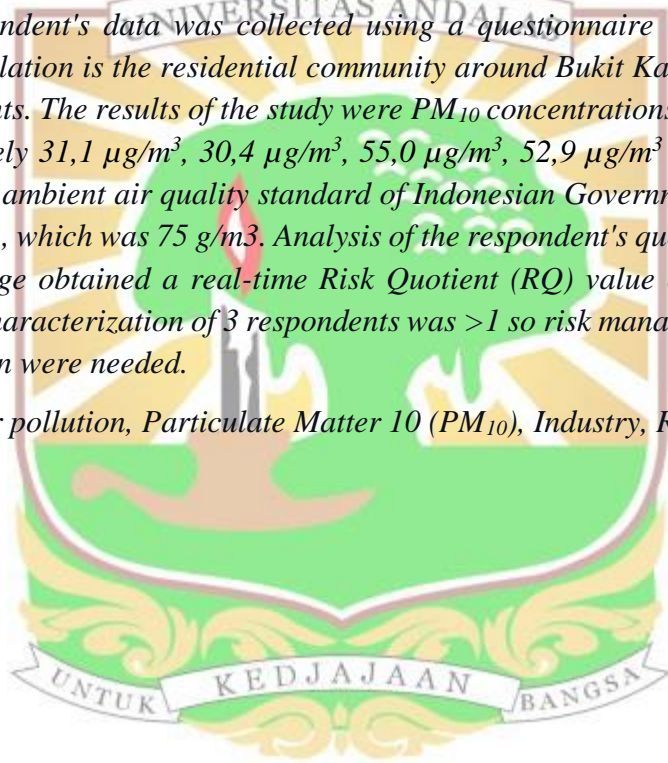 UNIVERSITAS ANDALAS
ndent's data was collected using a questionnaire
lation is the residential community around Bukit Ka
nts. The results of the study were PM10 concentrations
ely 31,1 µg/m3, 30,4 µg/m3, 55,0 µg/m3, 52,9 µg/m3
ambient air quality standard of Indonesian Governm
, which was 75 g/m3. Analysis of the respondent's qu
ge obtained a real-time Risk Quotient (RQ) value
haracterization of 3 respondents was >1 so risk mana
n were needed.
r pollution, Particulate Matter 10 (PM10), Industry, R
UNTUK KEDJAJAAN BANGSA